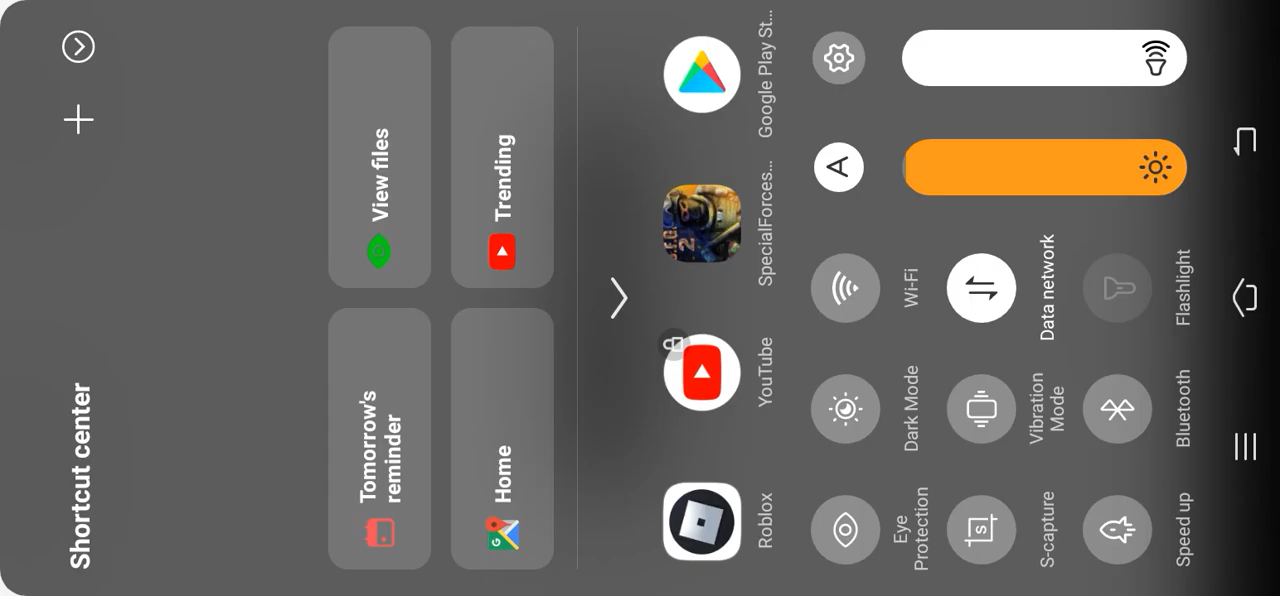 Shortcut center
Tomorrow's
reminder
View files
Home
Trending
Roblox
YouTube
SpecialForces...
Google Play St...
A
Eye
Protection
Dark Mode
Wi-Fi
S
S-capture
Vibration
Mode
Data network
Speed up
Bluetooth
Flashlight